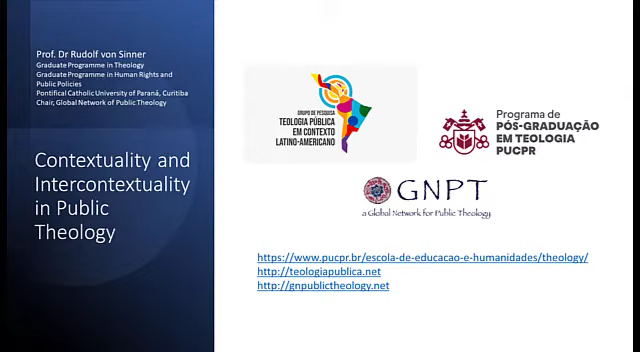 Prof. Dr Rudolf von Sinner
Graduate Programme in Theology
Graduate Programme in Human Rights and
Public Policies
Pontifical Catholic University of Paraná, Curitiba
Chair, Global Network of Public Theology
Contextuality and
Intercontextuality
in Public
Theology
GRUPO DE PESQUISA
TEOLOGIA PÚBLICA
EM CONTEXTO
LATINO-AMERICANO
Programa de
PÓS-GRADUAÇÃO
EM TEOLOGIA
PUCPR
GNPT
a Global Network for Public Theology
https://www.pucpr.br/escola-de-educacao-e-humanidades/theology/
http://teologiapublica.net
http://gnpublictheology.net